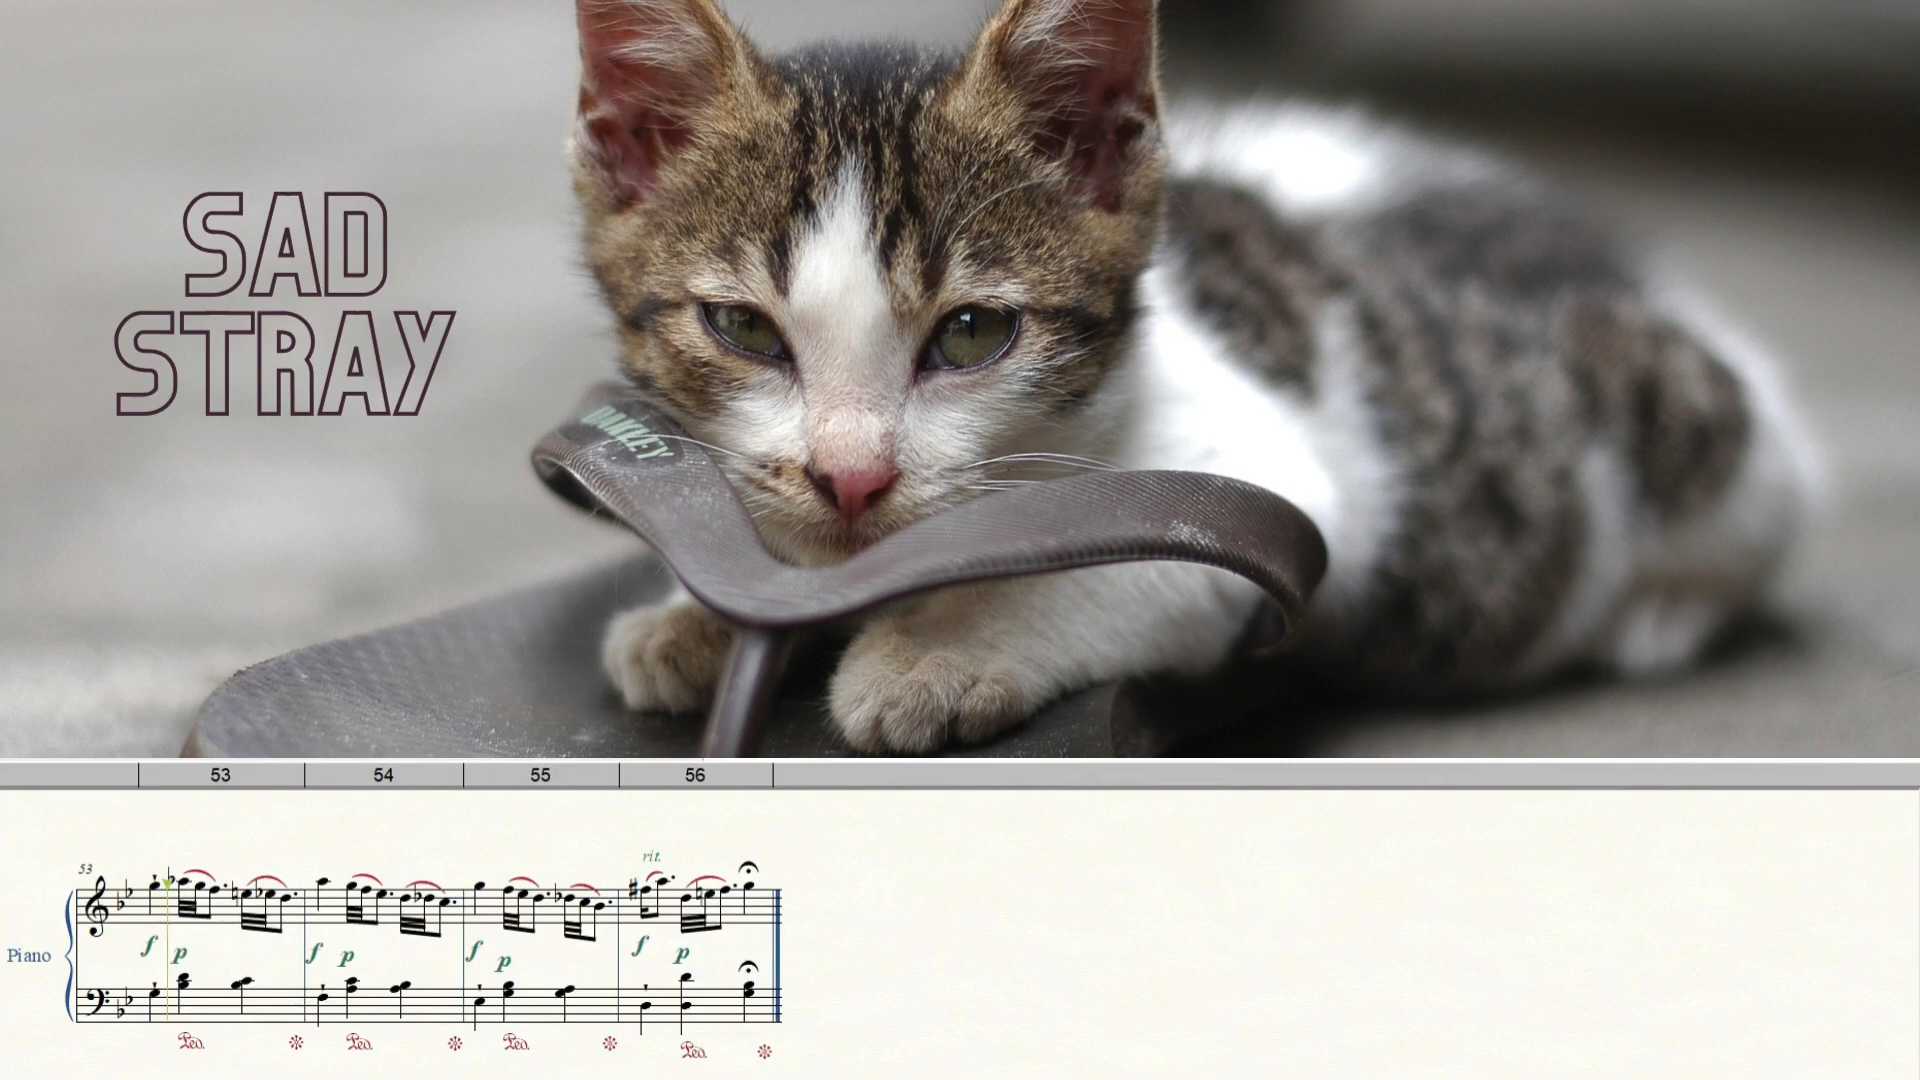 SAD
STRAY
53 54 55 56
53
rit.
Piano
f p f p f p f p
Ped. Ped. Ped. Ped.